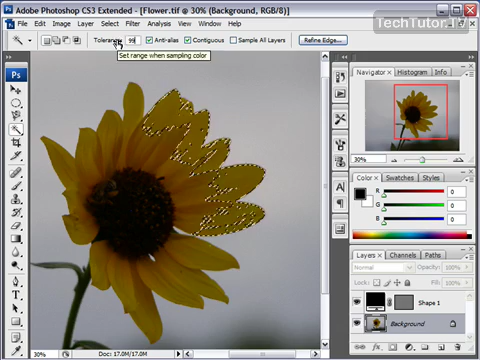 Adobe Photoshop CS3 Extended - [Flower.tif @ 30% (Background, RGB/8)]
TechTutor.T
File Edit Image Layer Select Filter Analysis View Window Help
Tolerance: 99 Anti-alias Contiguous Sample All Layers Refine Edge...
Set range when sampling color
Ps
Navigator × Histogram Info
30%
Color × Swatches Styles
R 0
G 0
B 0
Layers × Channels Paths
Normal Opacity: 100%
Lock: Fill: 100%
Shape 1
Background
30% Doc: 17.0M/17.0M